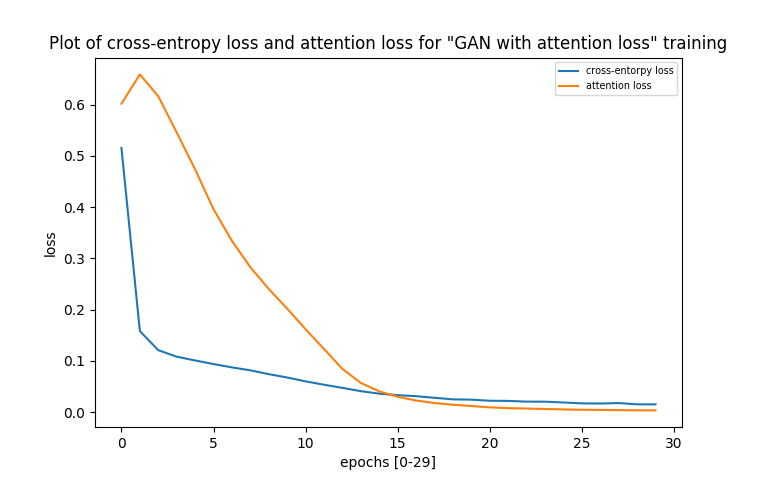 Plot of cross-entropy loss and attention loss for "GAN with attention loss" training
cross-entorpy loss
attention loss
loss
0.6
0.5
0.4
0.3
0.2
0.1
0.0
0 5 10 15 20 25 30
epochs [0-29]